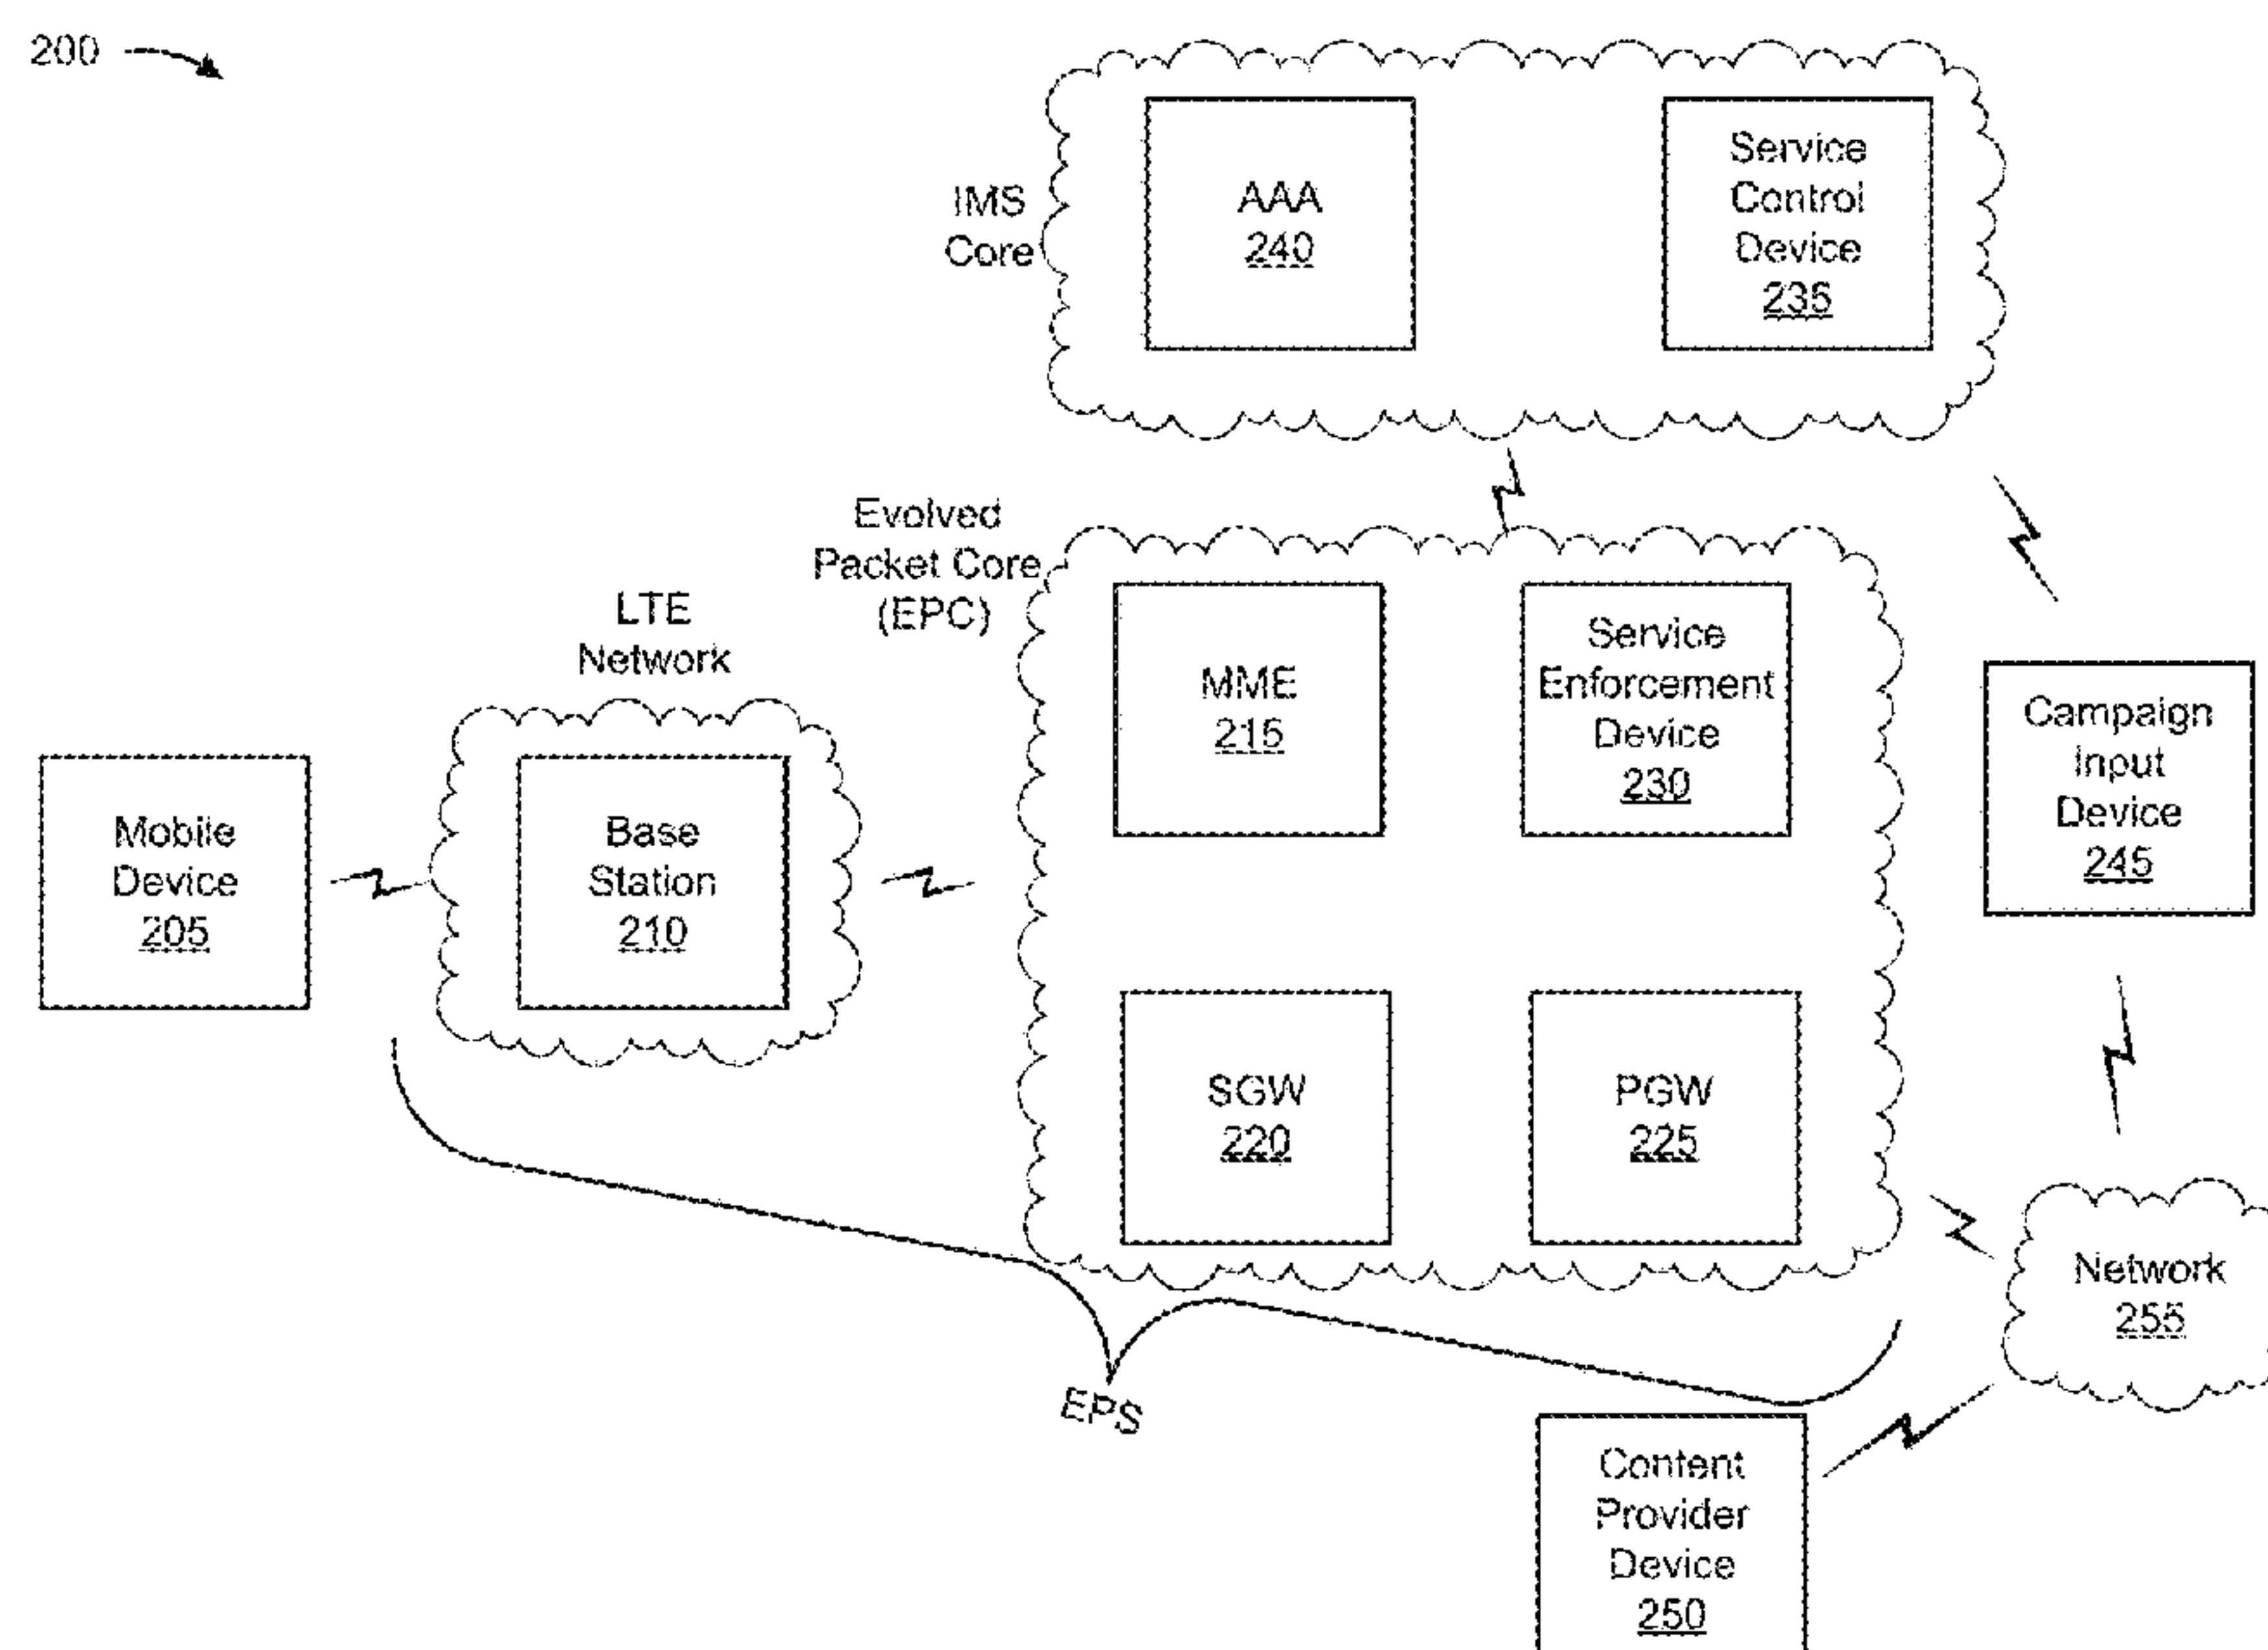 200
IMS
Core
AAA
240
Service
Control
Device
235
Evolved
Packet Core
(EPC)
LTE
Network
MME
215
Service
Enforcement
Device
230
Campaign
Input
Device
245
Mobile
Device
205
Base
Station
210
SGW
220
PGW
225
Network
255
EPS
Content
Provider
Device
250